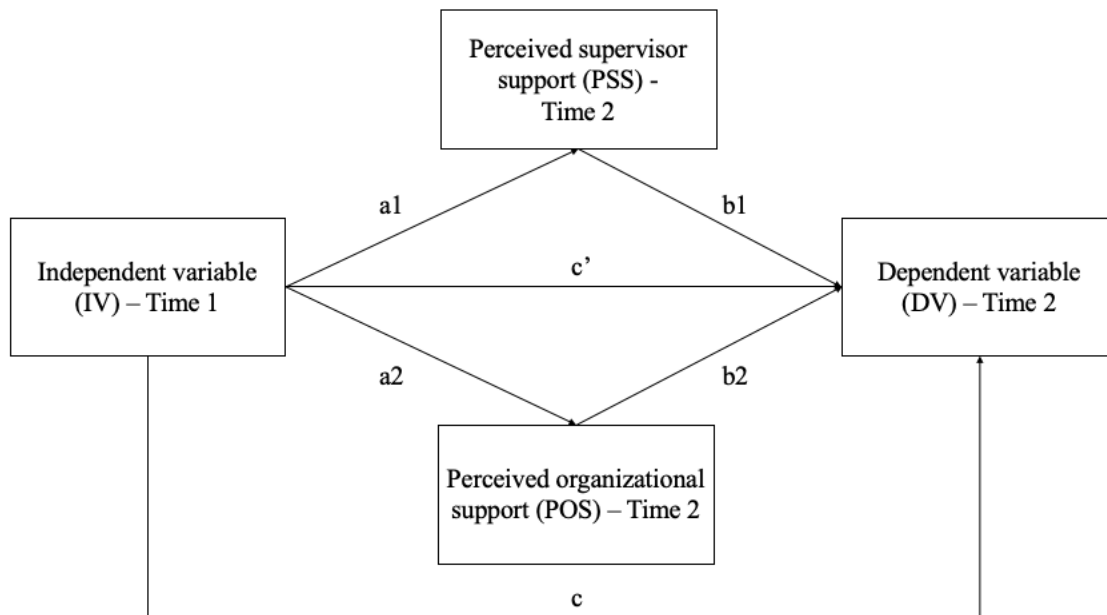 Perceived supervisor
support (PSS) -
Time 2
a1
b1
Independent variable
(IV) – Time 1
c’
Dependent variable
(DV) – Time 2
a2
b2
Perceived organizational
support (POS) – Time 2
c